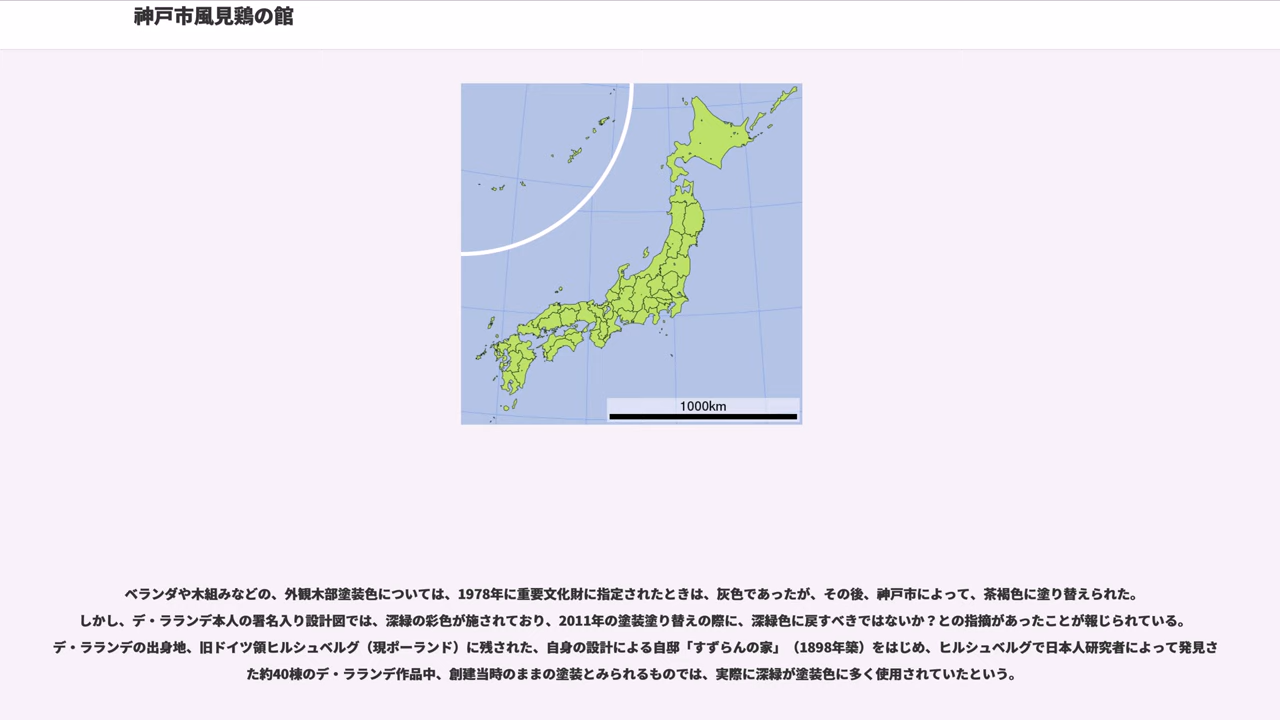 神戸市風見鶏の館
1000km
ベランダや木組みなどの、外観木部塗装色については、1978年に重要文化財に指定されたときは、灰色であったが、その後、神戸市によって、茶褐色に塗り替えられた。
しかし、デ・ラランデ本人の署名入り設計図では、深緑の彩色が施されており、2011年の塗装塗り替えの際に、深緑色に戻すべきではないか？との指摘があったことが報じられている。
デ・ラランデの出身地、旧ドイツ領ヒルシュベルグ（現ポーランド）に残された、自身の設計による自邸「すずらんの家」（1898年築）をはじめ、ヒルシュベルグで日本人研究者によって発見さ
た約40棟のデ・ラランデ作品中、創建当時のままの塗装とみられるものでは、実際に深緑が塗装色に多く使用されていたという。